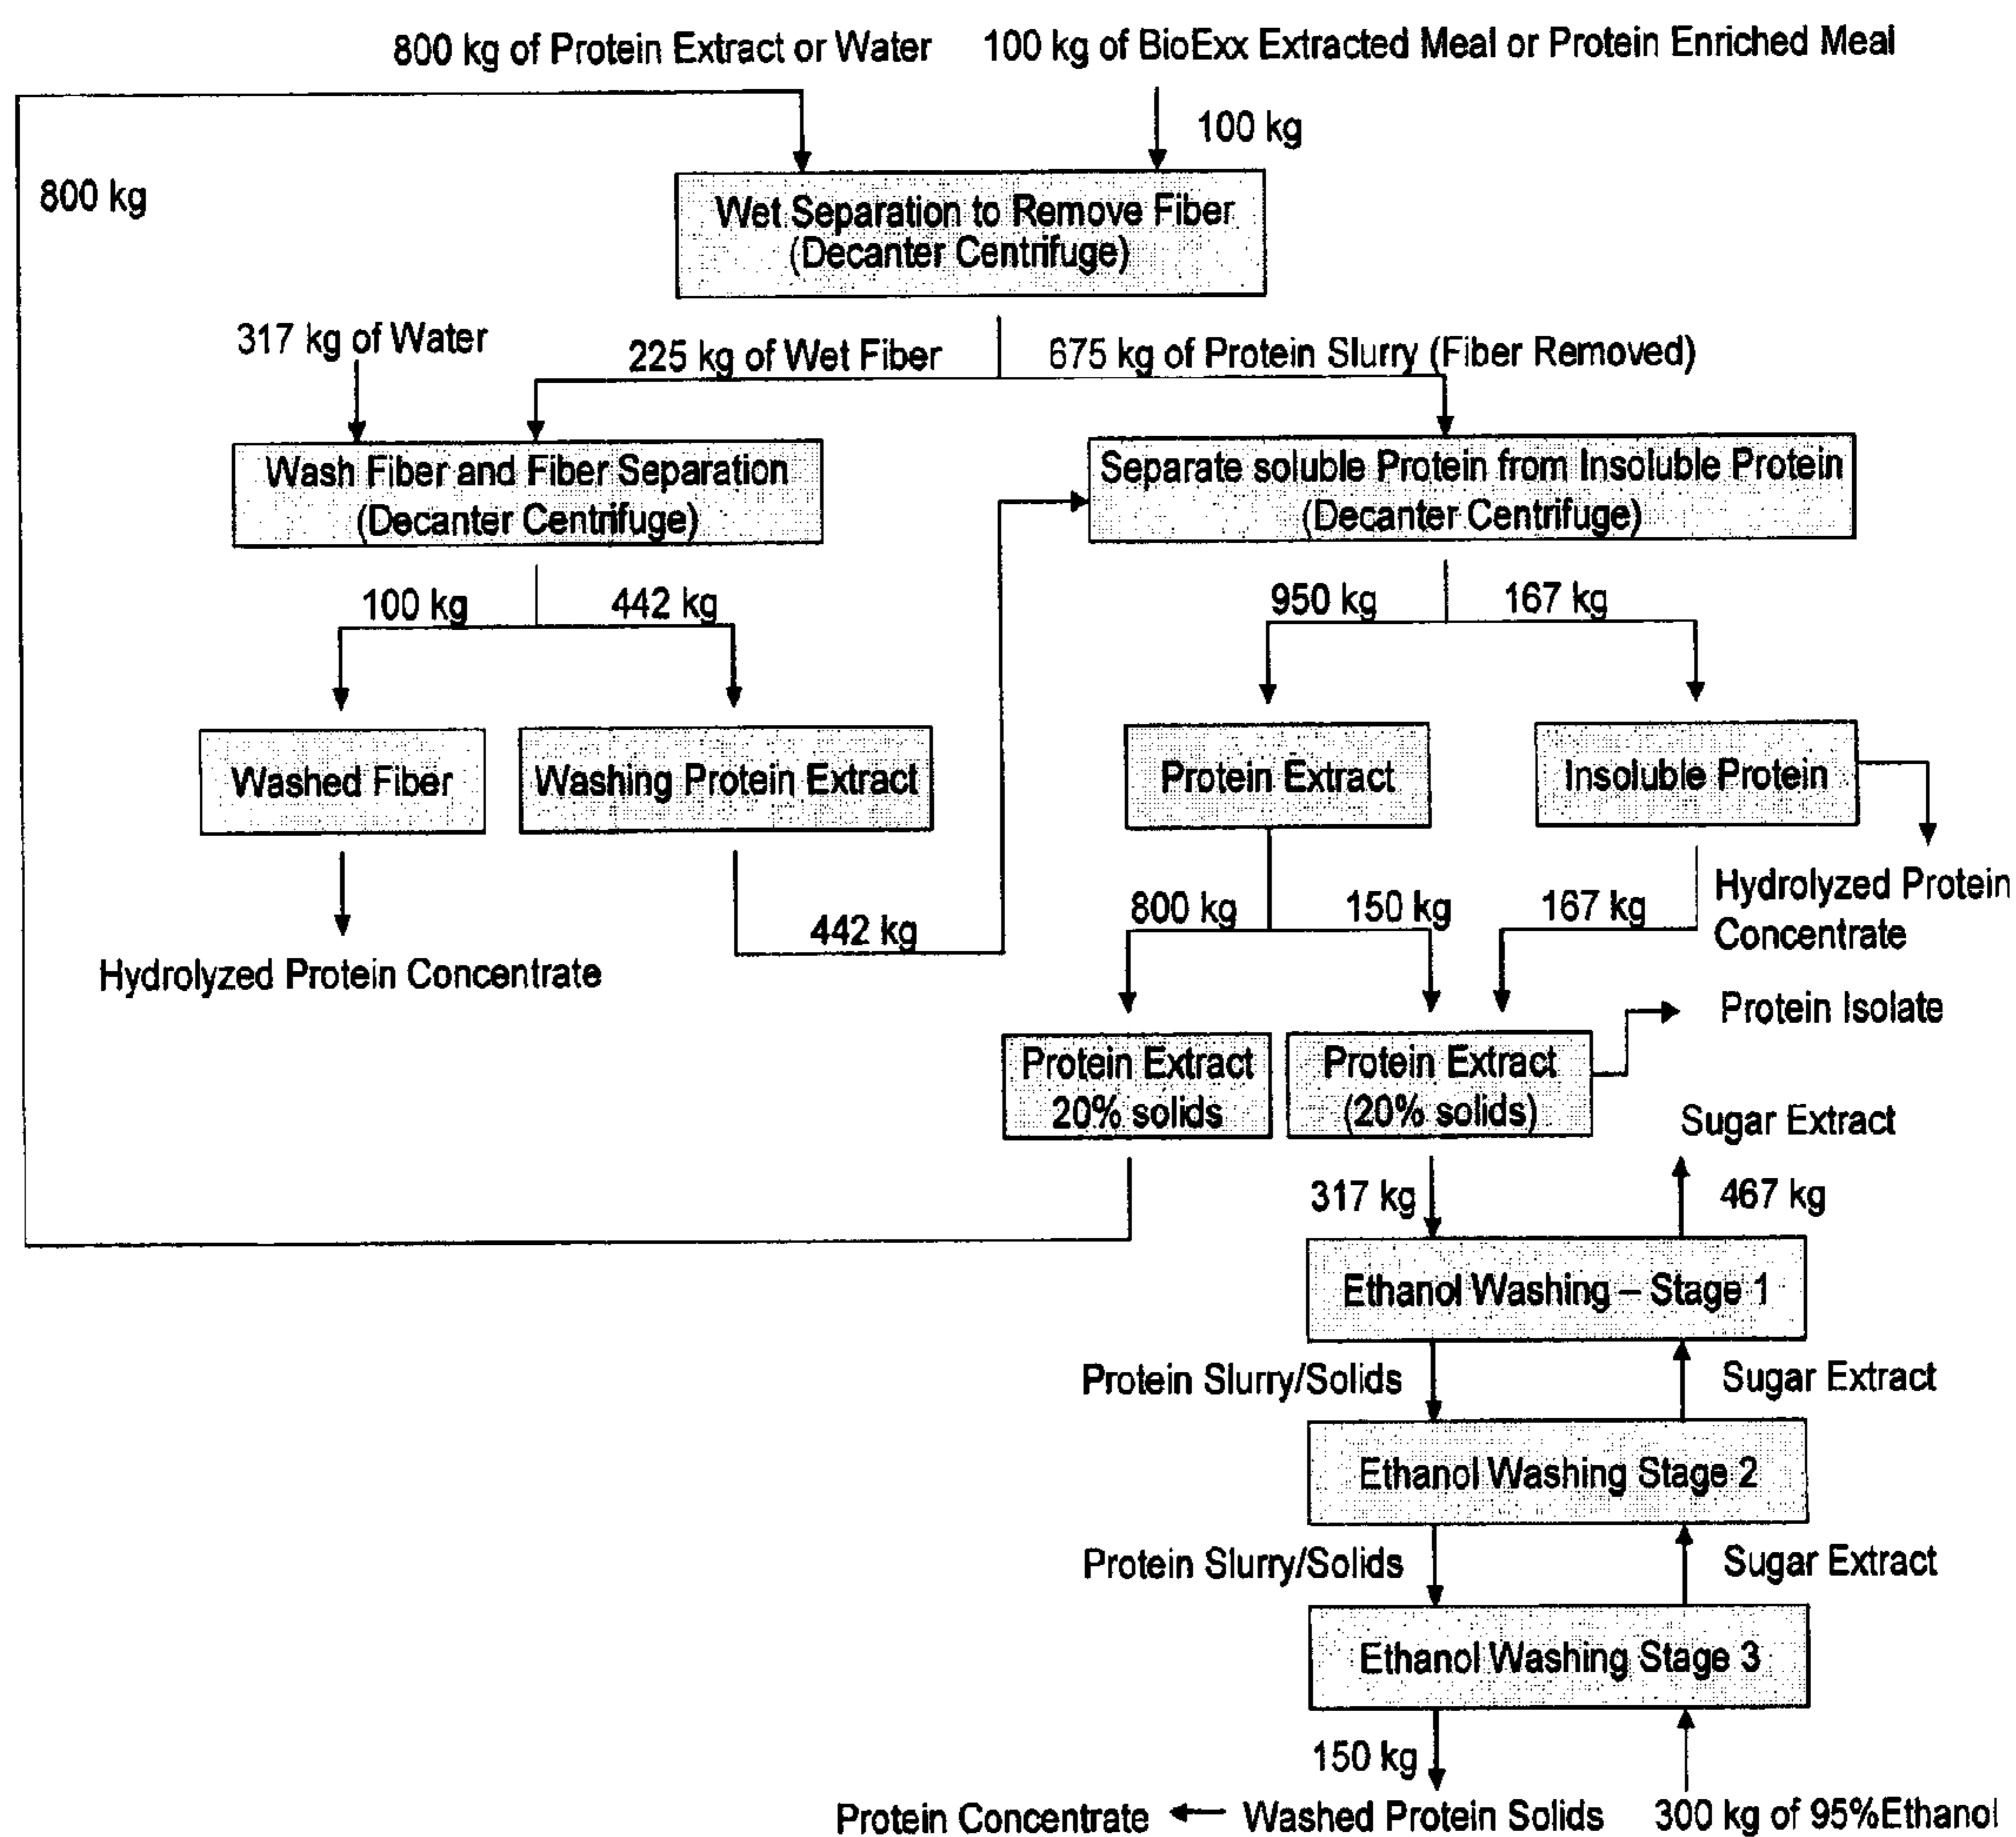 800 kg of Protein Extract or Water
100 kg of BioExx Extracted Meal or Protein Enriched Meal
100 kg
800 kg
Wet Separation to Remove Fiber
(Decanter Centrifuge)
317 kg of Water
225 kg of Wet Fiber
675 kg of Protein Slurry (Fiber Removed)
Wash Fiber and Fiber Separation
(Decanter Centrifuge)
Separate soluble Protein from Insoluble Protein
(Decanter Centrifuge)
100 kg
442 kg
950 kg
167 kg
Washed Fiber
Washing Protein Extract
Protein Extract
Insoluble Protein
Hydrolyzed Protein
Concentrate
800 kg
150 kg
167 kg
442 kg
Hydrolyzed Protein Concentrate
Protein Isolate
Protein Extract
20% solids
Protein Extract
(20% solids)
Sugar Extract
317 kg
467 kg
Ethanol Washing – Stage 1
Protein Slurry/Solids
Sugar Extract
Ethanol Washing Stage 2
Protein Slurry/Solids
Sugar Extract
Ethanol Washing Stage 3
150 kg
Protein Concentrate
Washed Protein Solids
300 kg of 95%Ethanol